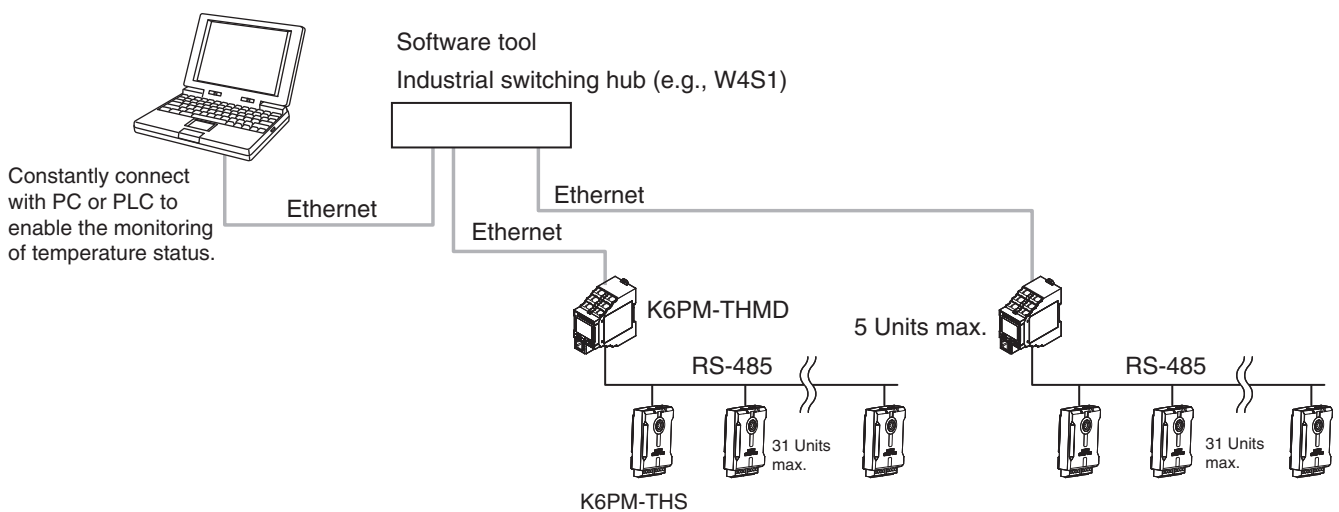 Software tool
Industrial switching hub (e.g., W4S1)
Constantly connect
with PC or PLC to
enable the monitoring
of temperature status.
Ethernet
Ethernet
Ethernet
K6PM-THMD
5 Units max.
RS-485
RS-485
31 Units
max.
31 Units
max.
K6PM-THS